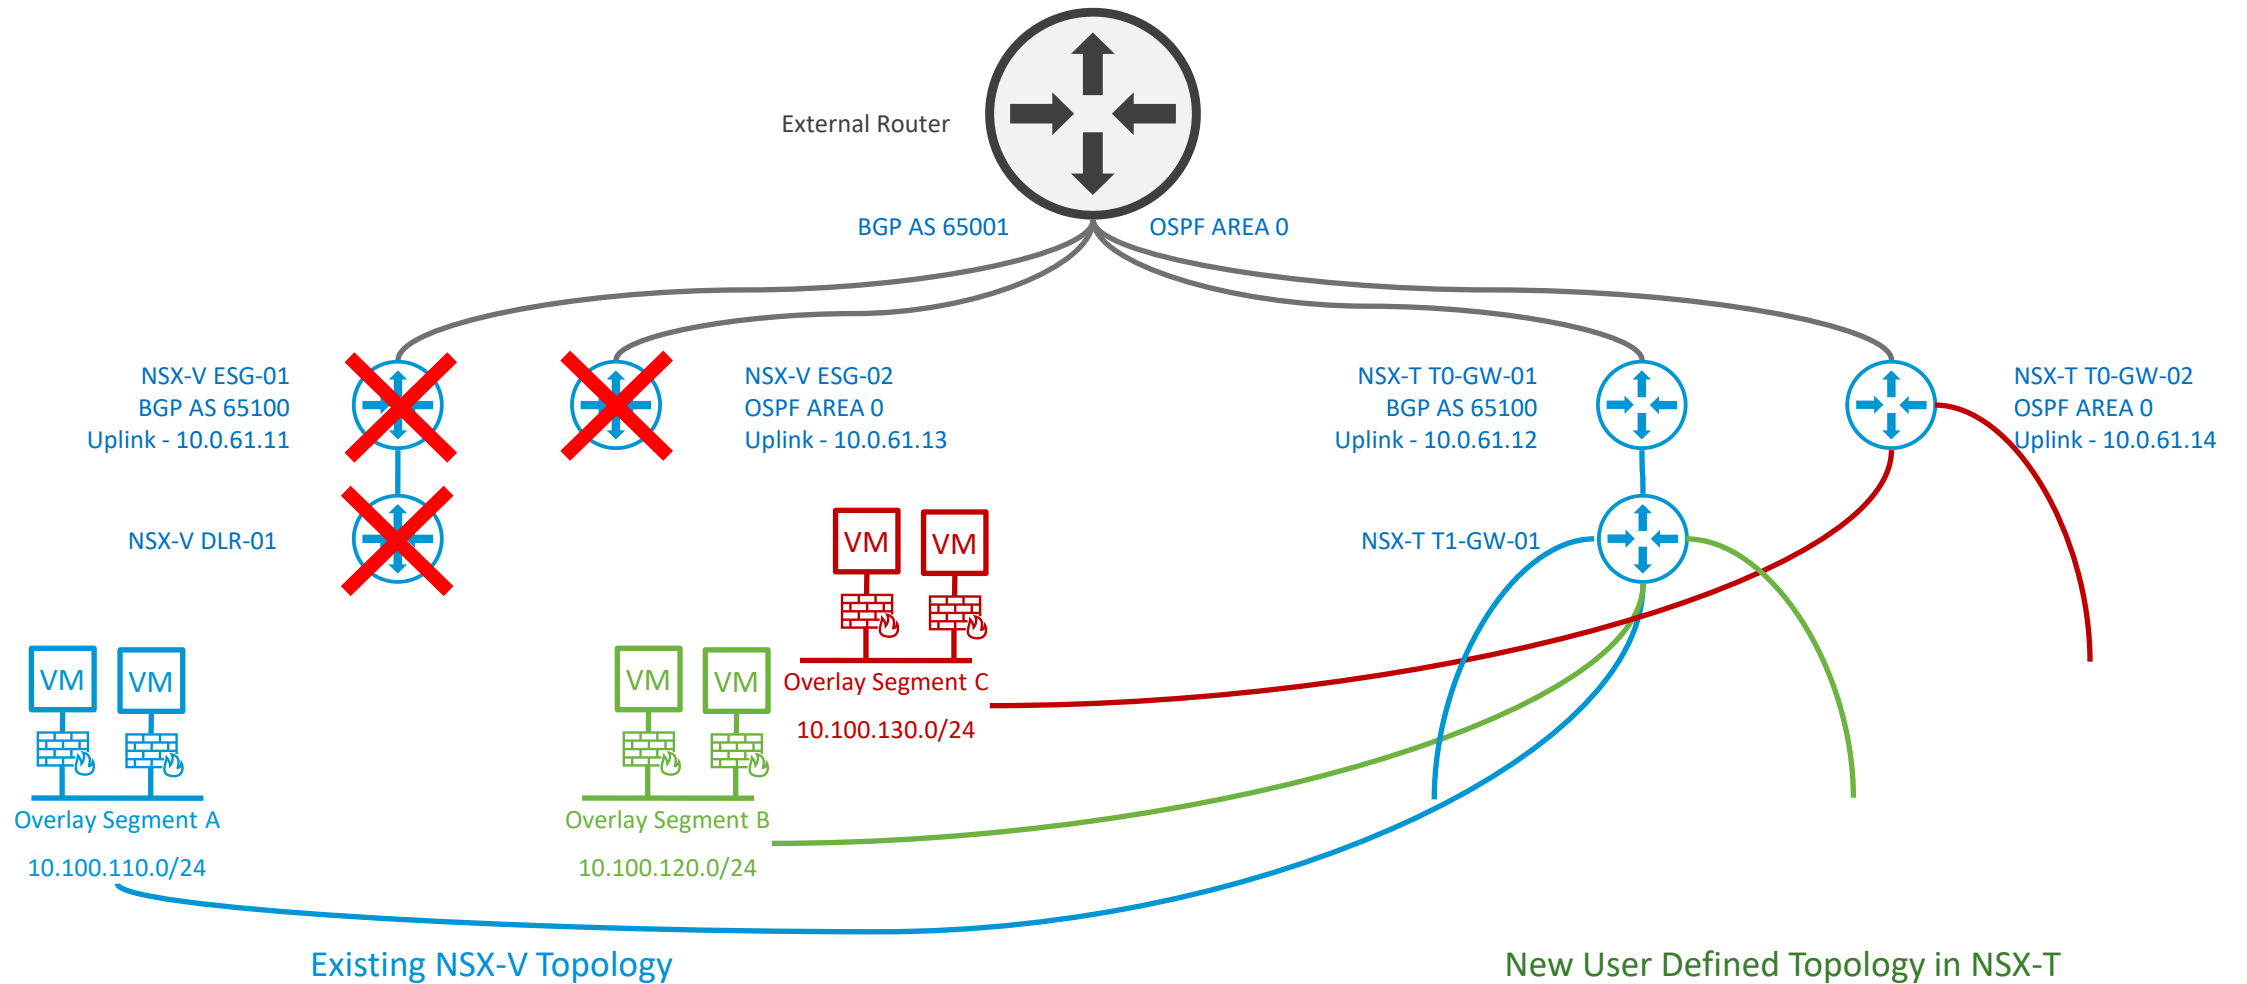 External Router
BGP AS 65001
OSPF AREA 0
NSX-V ESG-01
BGP AS 65100
Uplink - 10.0.61.11
NSX-V ESG-02
OSPF AREA 0
Uplink - 10.0.61.13
NSX-T T0-GW-01
BGP AS 65100
Uplink - 10.0.61.12
NSX-T T0-GW-02
OSPF AREA 0
Uplink - 10.0.61.14
NSX-V DLR-01
NSX-T T1-GW-01
VM
VM
Overlay Segment C
10.100.130.0/24
VM
VM
Overlay Segment A
10.100.110.0/24
VM
VM
Overlay Segment B
10.100.120.0/24
Existing NSX-V Topology
New User Defined Topology in NSX-T